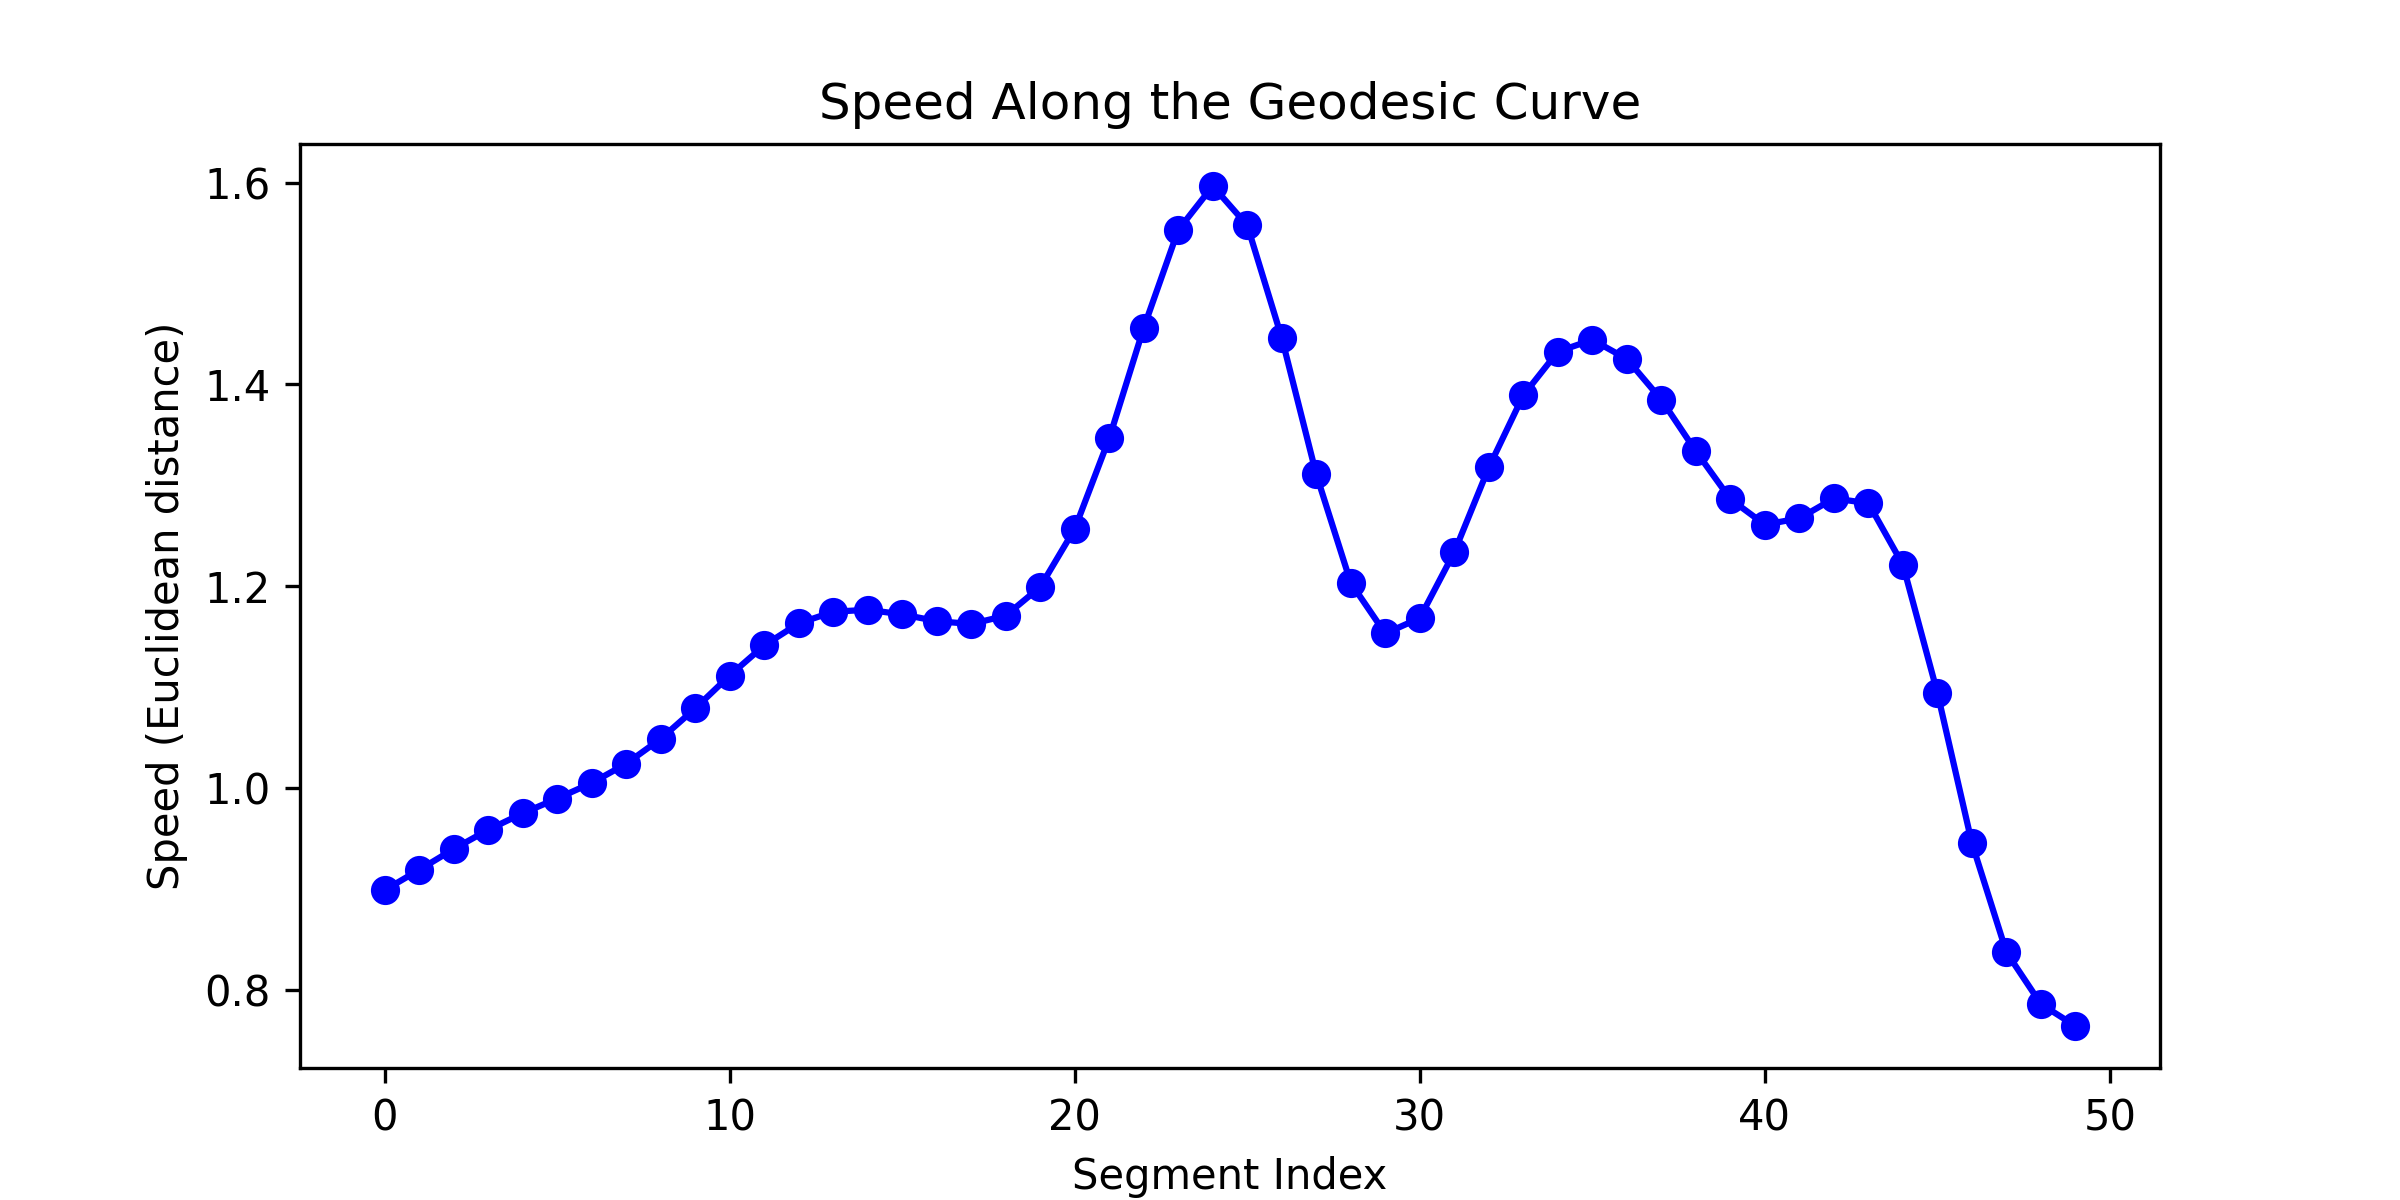 Speed Along the Geodesic Curve
Speed (Euclidean distance)
1.6
1.4
1.2
1.0
0.8
0 10 20 30 40 50
Segment Index